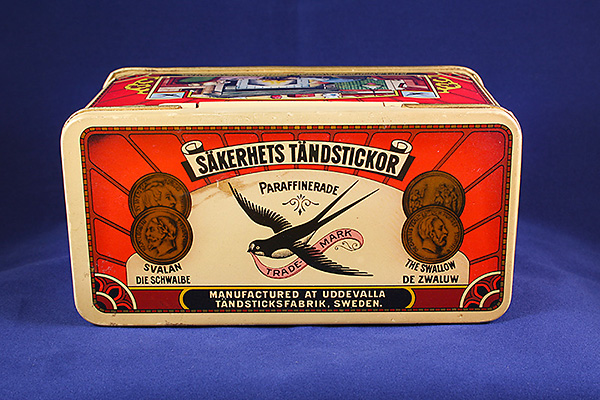 SÄKERHETS TÄNDSTICKOR
PARAFFINERADE
TRADE-MARK
SVALAN
DIE SCHWALBE
THE SWALLOW
DE ZWALUW
MANUFACTURED AT UDDEVALLA
TÄNDSTICKSFABRIK, SWEDEN.